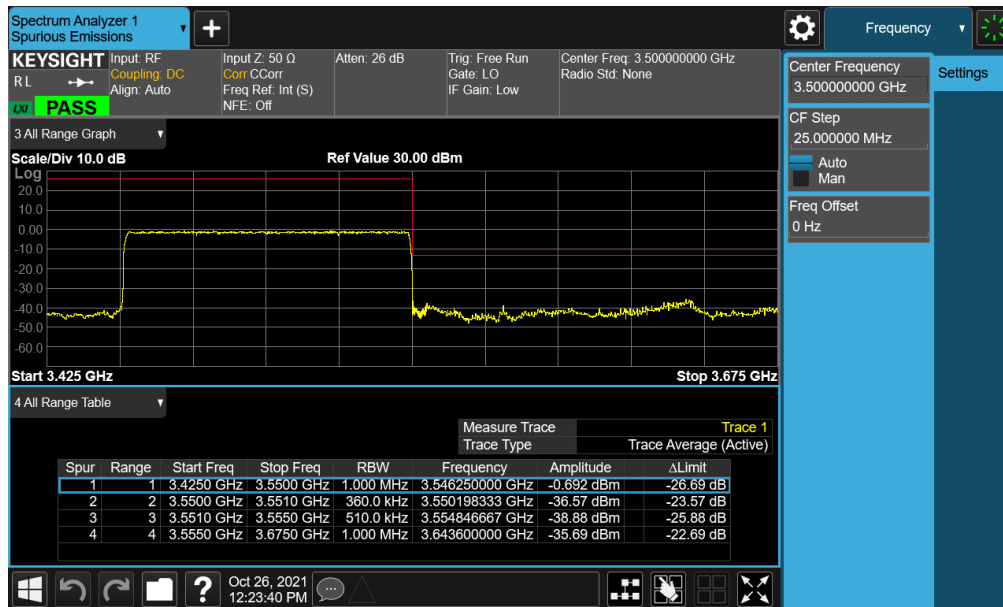 Spectrum Analyzer 1
Spurious Emissions
Frequency
KEYSIGHT Input: RF Input Z: 50 Ω Atten: 26 dB Trig: Free Run Center Freq: 3.500000000 GHz
RL Coupling: DC Corr CCorr Gate: LO Radio Std: None
Align: Auto Freq Ref: Int (S) IF Gain: Low
LXI PASS NFE: Off
Center Frequency
3.500000000 GHz
Settings
CF Step
25.000000 MHz
Auto
Man
Freq Offset
0 Hz
3 All Range Graph
Scale/Div 10.0 dB Ref Value 30.00 dBm
Log
20.0
10.0
0.00
-10.0
-20.0
-30.0
-40.0
-50.0
-60.0
Start 3.425 GHz Stop 3.675 GHz
4 All Range Table
Measure Trace Trace 1
Trace Type Trace Average (Active)
Spur Range Start Freq Stop Freq RBW Frequency Amplitude ΔLimit
1 1 3.4250 GHz 3.5500 GHz 1.000 MHz 3.546250000 GHz -0.692 dBm -26.69 dB
2 2 3.5500 GHz 3.5510 GHz 360.0 kHz 3.550198333 GHz -36.57 dBm -23.57 dB
3 3 3.5510 GHz 3.5550 GHz 510.0 kHz 3.554846667 GHz -38.88 dBm -25.88 dB
4 4 3.5550 GHz 3.6750 GHz 1.000 MHz 3.643600000 GHz -35.69 dBm -22.69 dB
Oct 26, 2021
12:23:40 PM